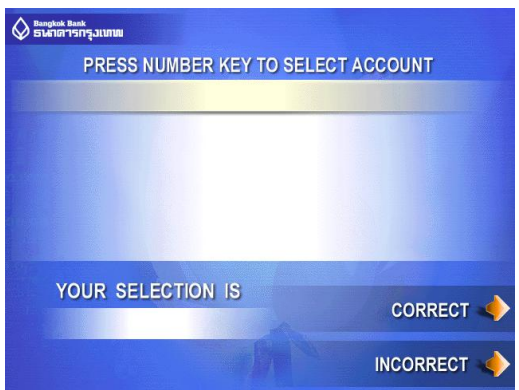 Bangkok Bank
ธนาคารกรุงเทพ
PRESS NUMBER KEY TO SELECT ACCOUNT
YOUR SELECTION IS
CORRECT
INCORRECT